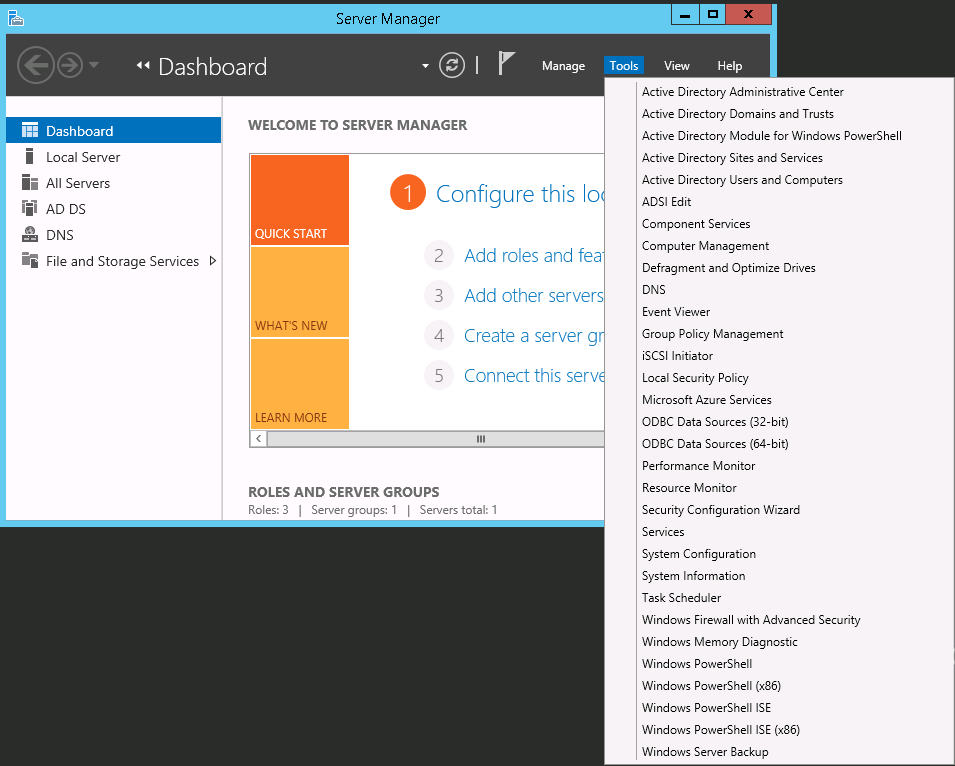 Server Manager
Dashboard
Manage
Tools
View
Help
Dashboard
Local Server
All Servers
AD DS
DNS
File and Storage Services
WELCOME TO SERVER MANAGER
QUICK START
WHAT'S NEW
LEARN MORE
1 Configure this loc
2 Add roles and feat
3 Add other servers
4 Create a server gr
5 Connect this serve
ROLES AND SERVER GROUPS
Roles: 3 | Server groups: 1 | Servers total: 1
Active Directory Administrative Center
Active Directory Domains and Trusts
Active Directory Module for Windows PowerShell
Active Directory Sites and Services
Active Directory Users and Computers
ADSI Edit
Component Services
Computer Management
Defragment and Optimize Drives
DNS
Event Viewer
Group Policy Management
iSCSI Initiator
Local Security Policy
Microsoft Azure Services
ODBC Data Sources (32-bit)
ODBC Data Sources (64-bit)
Performance Monitor
Resource Monitor
Security Configuration Wizard
Services
System Configuration
System Information
Task Scheduler
Windows Firewall with Advanced Security
Windows Memory Diagnostic
Windows PowerShell
Windows PowerShell (x86)
Windows PowerShell ISE
Windows PowerShell ISE (x86)
Windows Server Backup